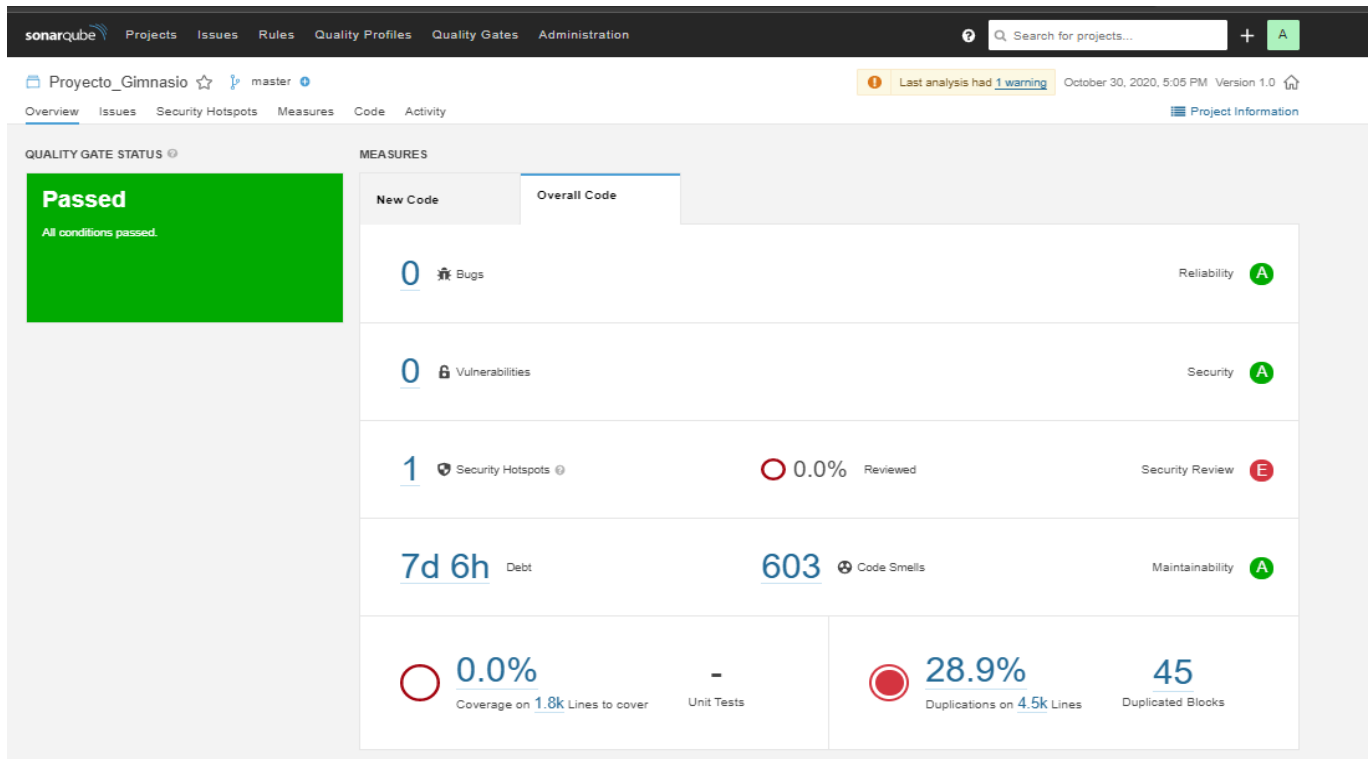 sonarqube Projects Issues Rules Quality Profiles Quality Gates Administration ? Search for projects... + A
Proyecto_Gimnasio master Last analysis had 1 warning October 30, 2020, 5:05 PM Version 1.0
Overview Issues Security Hotspots Measures Code Activity Project Information
QUALITY GATE STATUS ? MEASURES
Passed
All conditions passed.
New Code Overall Code
0 Bugs Reliability A
0 Vulnerabilities Security A
1 Security Hotspots ? 0.0% Reviewed Security Review E
7d 6h Debt 603 Code Smells Maintainability A
0.0% - 28.9% 45
Coverage on 1.8k Lines to cover Unit Tests Duplications on 4.5k Lines Duplicated Blocks